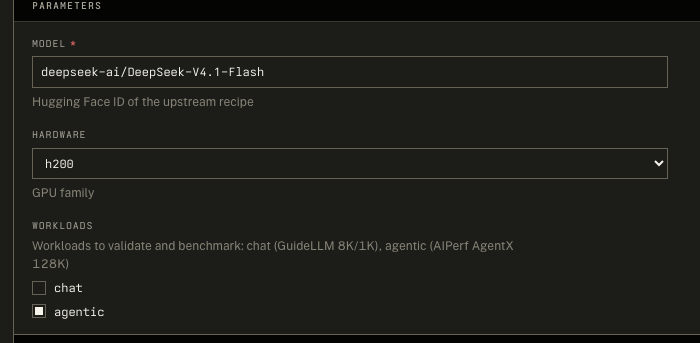 PARAMETERS
MODEL *
deepseek-ai/DeepSeek-V4.1-Flash
Hugging Face ID of the upstream recipe
HARDWARE
h200
GPU family
WORKLOADS
Workloads to validate and benchmark: chat (GuideLLM 8K/1K), agentic (AIPerf AgentX
128K)
chat
agentic